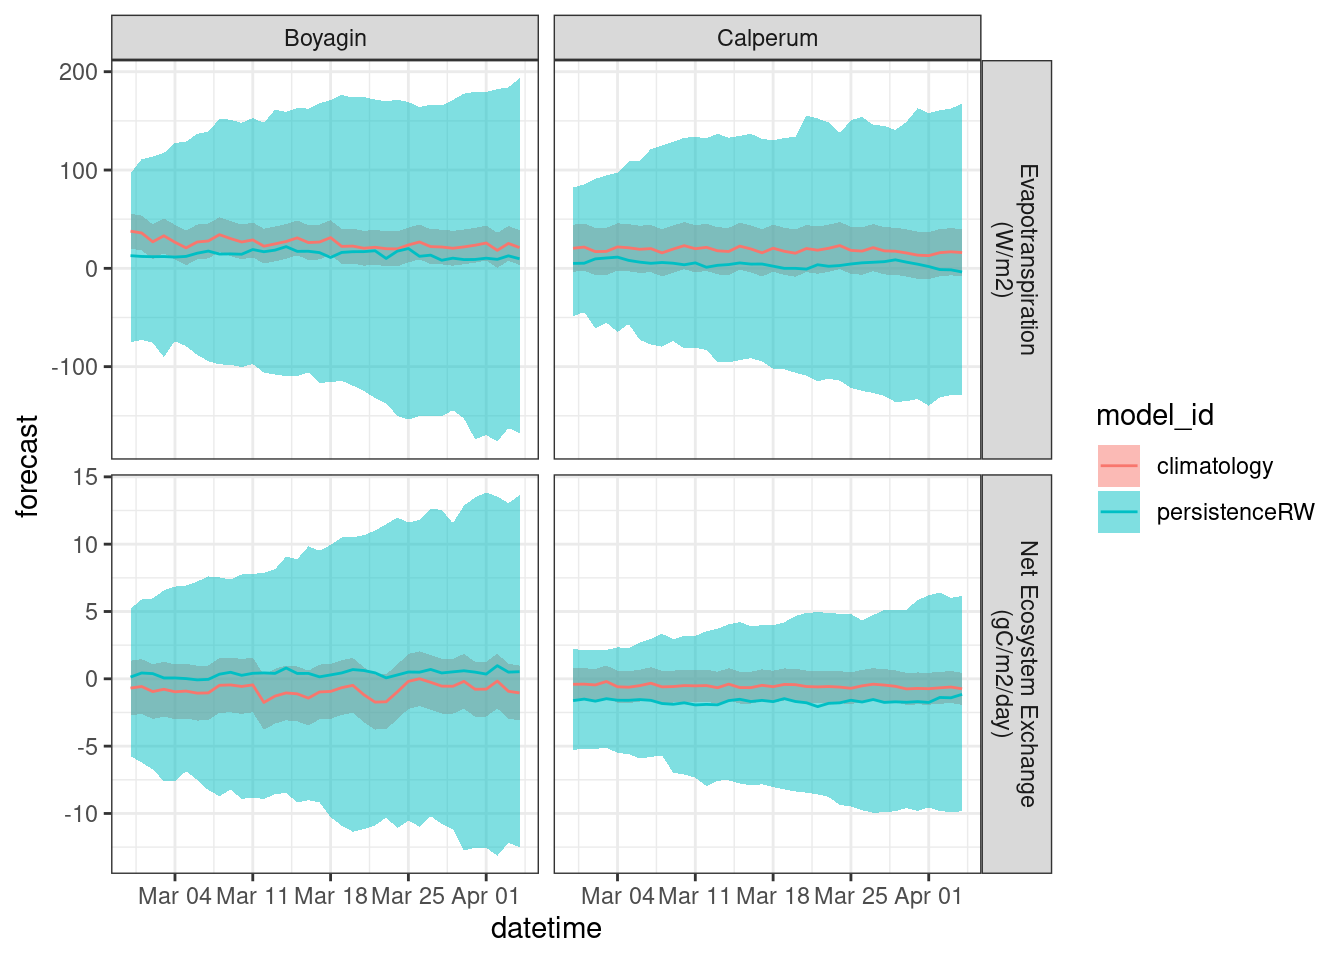 Boyagin
Calperum
200
100
0
-100
Evapotranspiration
(W/m2)
15
10
5
0
-5
-10
Net Ecosystem Exchange
(gC/m2/day)
Mar 04 Mar 11 Mar 18 Mar 25 Apr 01
Mar 04 Mar 11 Mar 18 Mar 25 Apr 01
datetime
forecast
model_id
climatology
persistenceRW